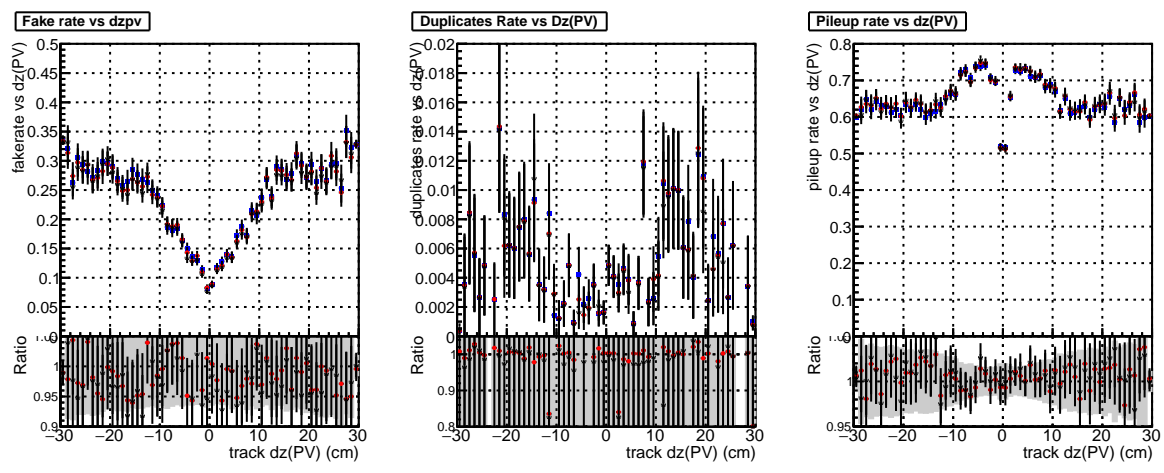 Fake rate vs dzpv
fakerate vs dz(PV)
0.5
0.45
0.4
0.35
0.3
0.25
0.2
0.15
0.1
0.05
0
Ratio
1
0.95
0.9
−30 −20 −10 0 10 20 30
track dz(PV) (cm)
Duplicates Rate vs Dz(PV)
duplicates rate vs dz(PV)
0.02
0.018
0.016
0.014
0.012
0.01
0.008
0.006
0.004
0.002
0
Ratio
0.9
0.8
−30 −20 −10 0 10 20 30
track dz(PV) (cm)
Pileup rate vs dz(PV)
pileup rate vs dz(PV)
0.8
0.7
0.6
0.5
0.4
0.3
0.2
0.1
0
Ratio
0.95
−30 −20 −10 0 10 20 30
track dz(PV) (cm)